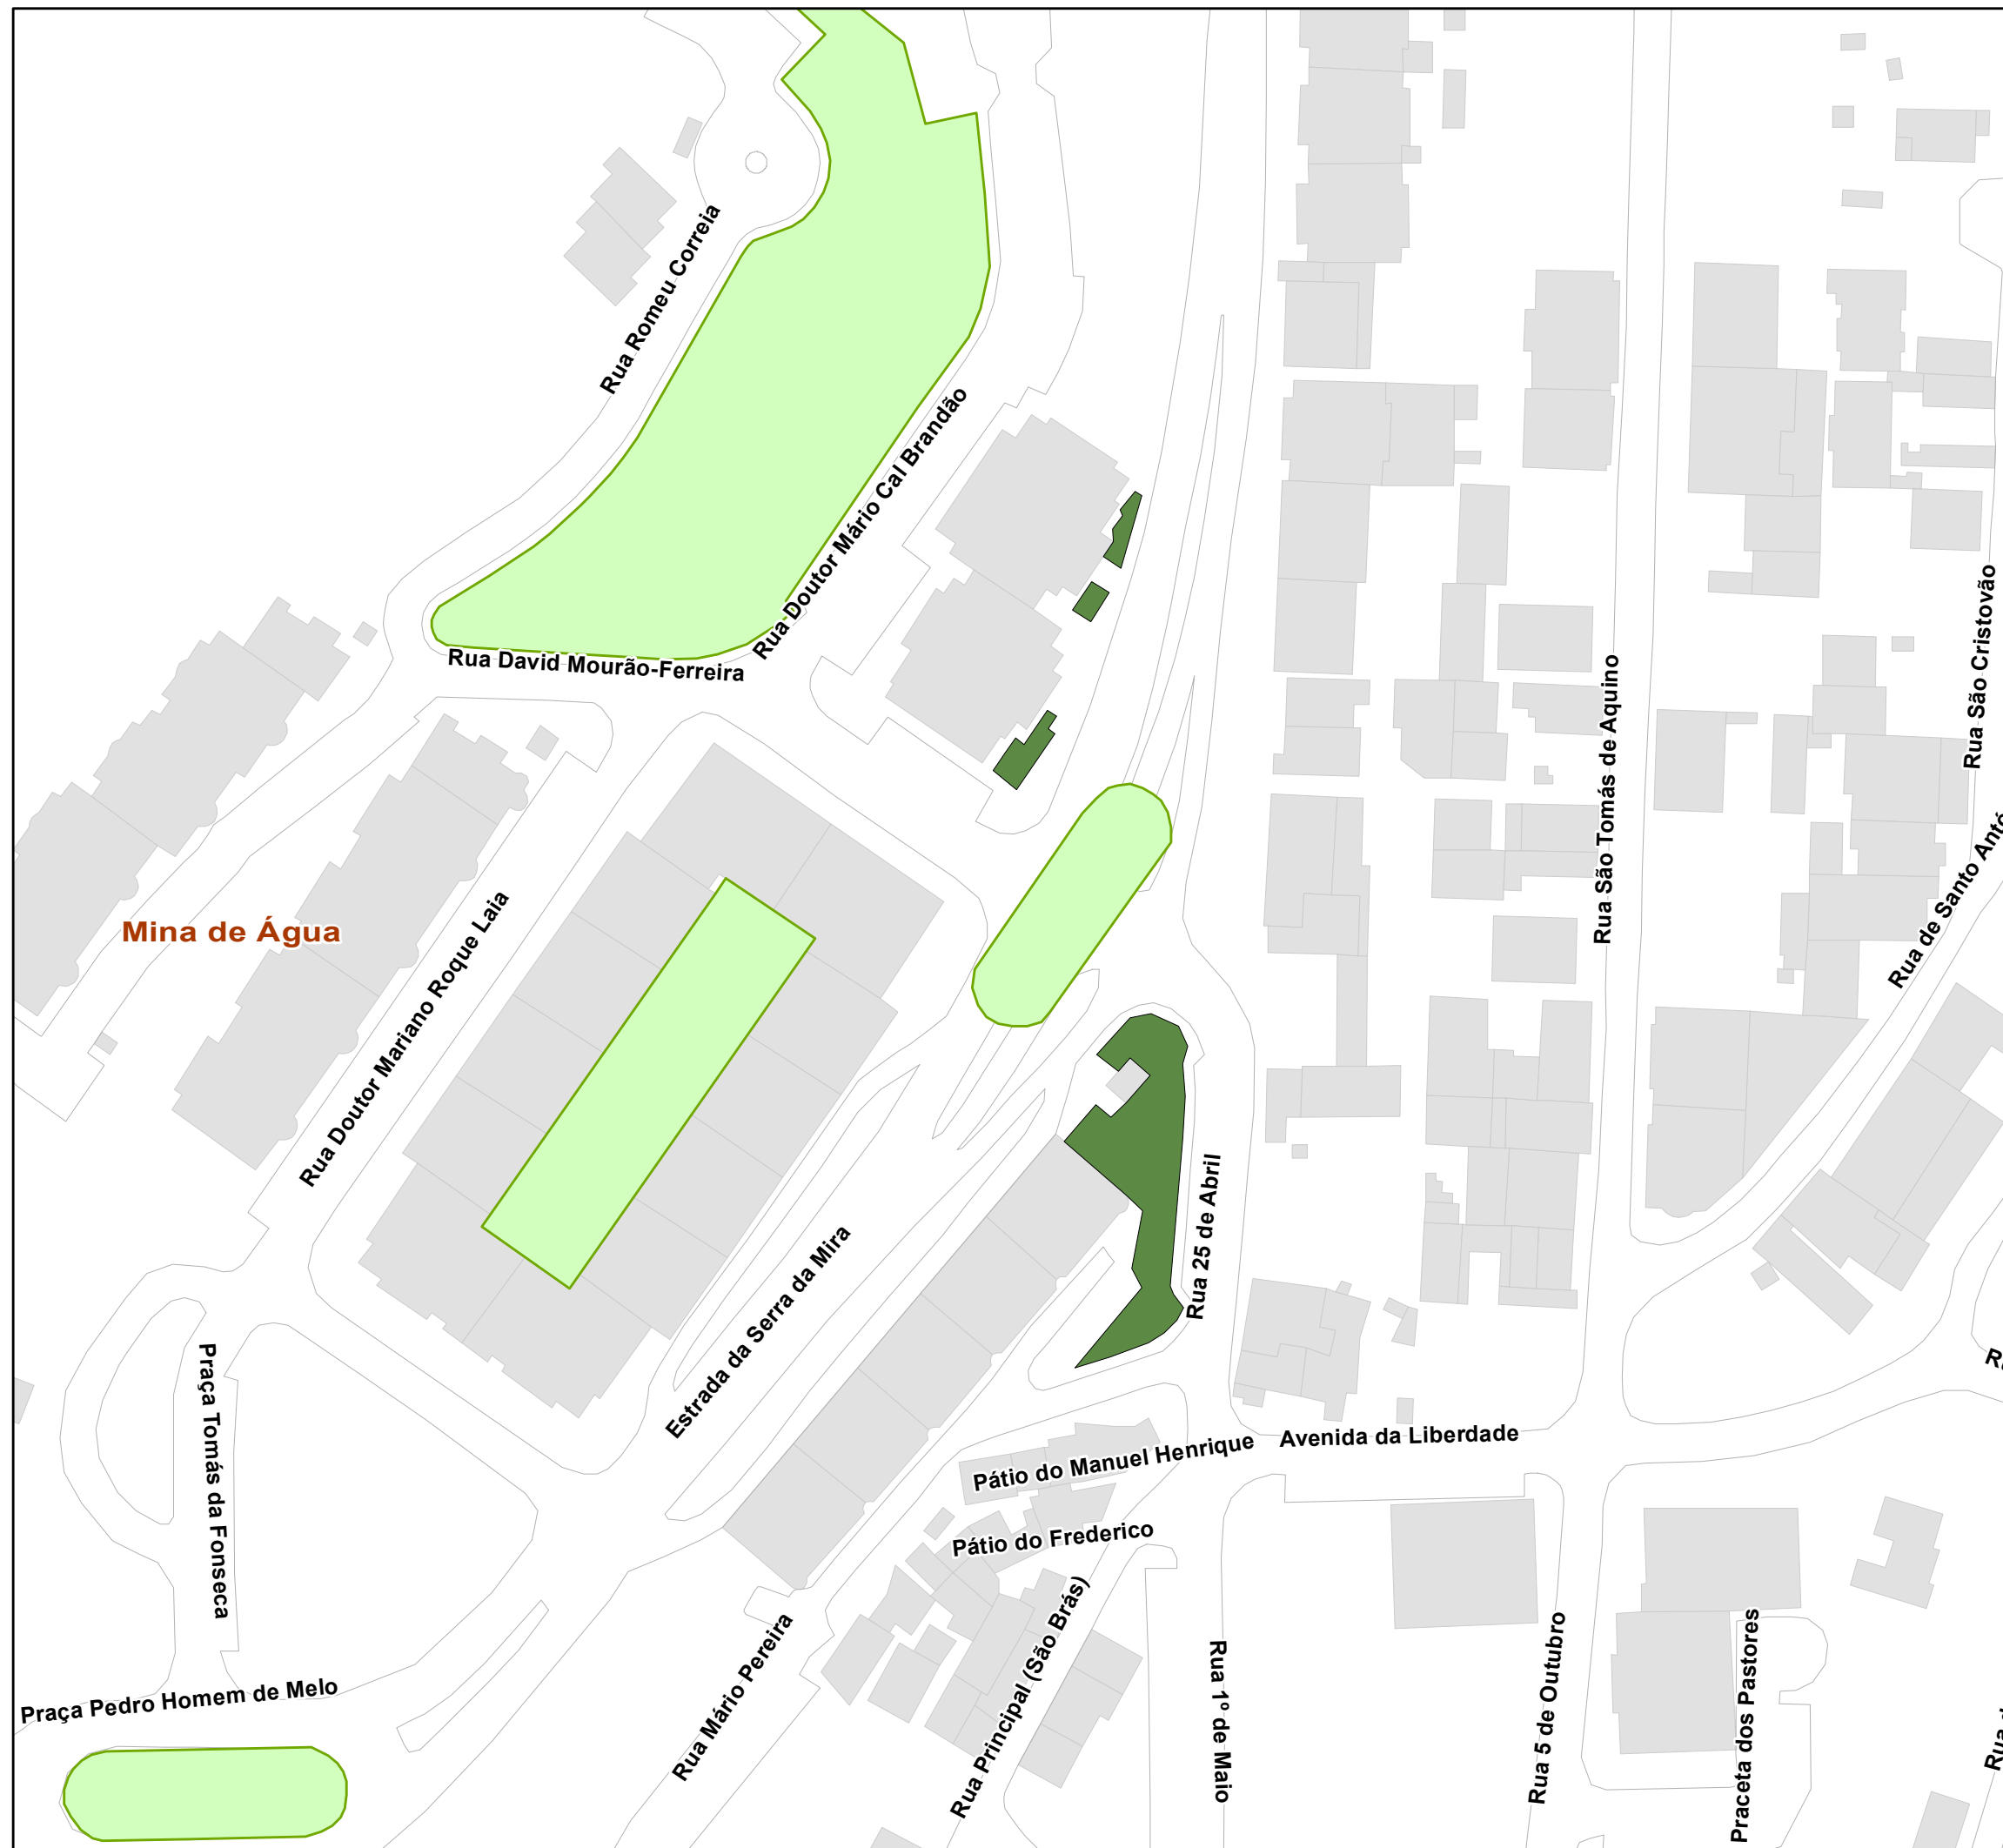 Rua Romeu Correia
Rua Doutor Mário Cal Brandão
Rua David Mourão-Ferreira
Rua São Cristovão
Rua São Tomás de Aquino
Rua de Santo Antó
Mina de Água
Rua Doutor Mariano Roque Laia
Rua 25 de Abril
Estrada da Serra da Mira
Praça Tomás da Fonseca
Avenida da Liberdade
Pátio do Manuel Henrique
Pátio do Frederico
Rua Mário Pereira
Rua Principal (São Brás)
Rua 1º de Maio
Rua 5 de Outubro
Praceta dos Pastores
Praça Pedro Homem de Melo